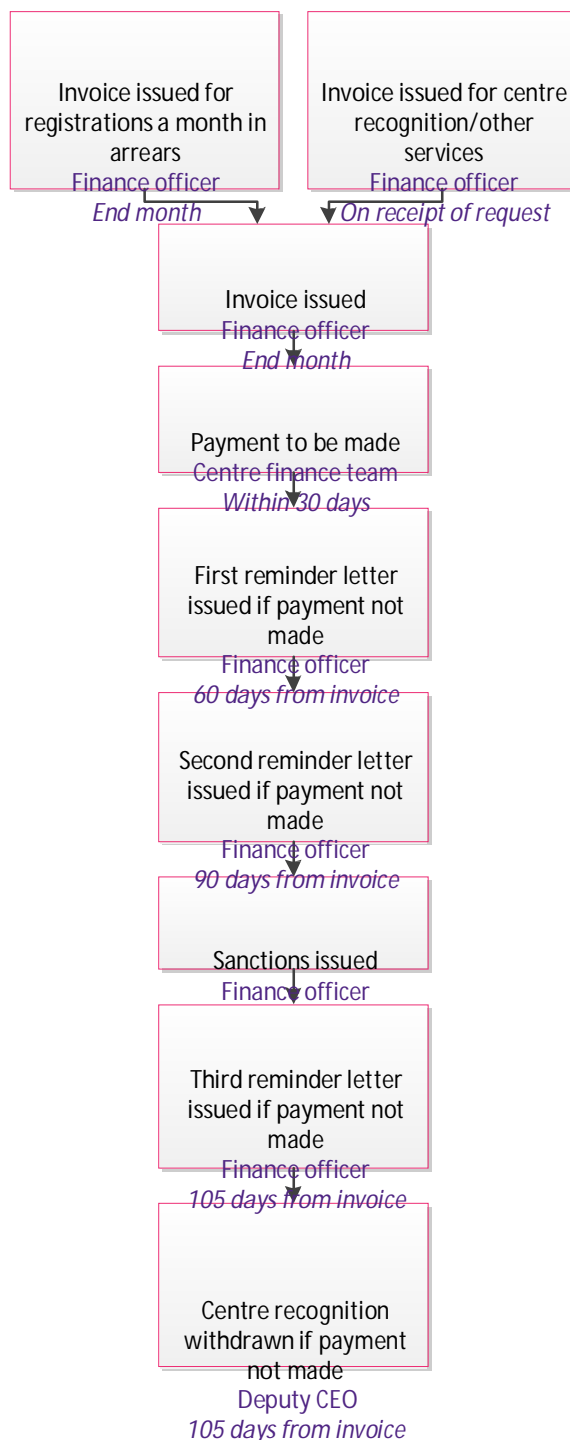 Invoice issued for
registrations a month in
arrears
Finance officer
End month
Invoice issued for centre
recognition/other
services
Finance officer
On receipt of request
Invoice issued
Finance officer
End month
Payment to be made
Centre finance team
Within 30 days
First reminder letter
issued if payment not
made
Finance officer
60 days from invoice
Second reminder letter
issued if payment not
made
Finance officer
90 days from invoice
Sanctions issued
Finance officer
Third reminder letter
issued if payment not
made
Finance officer
105 days from invoice
Centre recognition
withdrawn if payment
not made
Deputy CEO
105 days from invoice